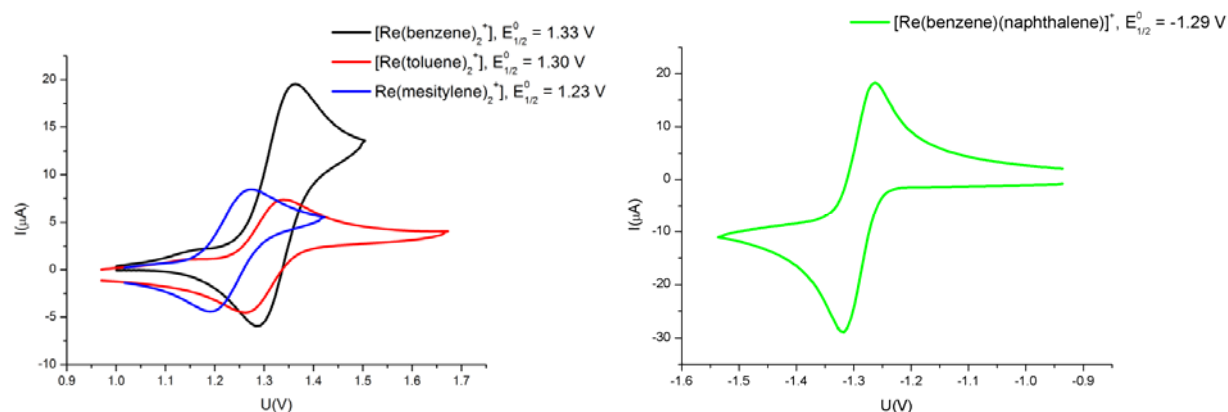 [Re(benzene)₂⁺], E⁰₁/₂ = 1.33 V
[Re(toluene)₂⁺], E⁰₁/₂ = 1.30 V
Re(mesitylene)₂⁺], E⁰₁/₂ = 1.23 V
20
15
10
5
0
-5
-10
I(μA)
0.9 1.0 1.1 1.2 1.3 1.4 1.5 1.6 1.7
U(V)
[Re(benzene)(naphthalene)]⁺, E⁰₁/₂ = -1.29 V
20
10
0
-10
-20
-30
I(μA)
-1.6 -1.5 -1.4 -1.3 -1.2 -1.1 -1.0 -0.9 -0.8
U(V)